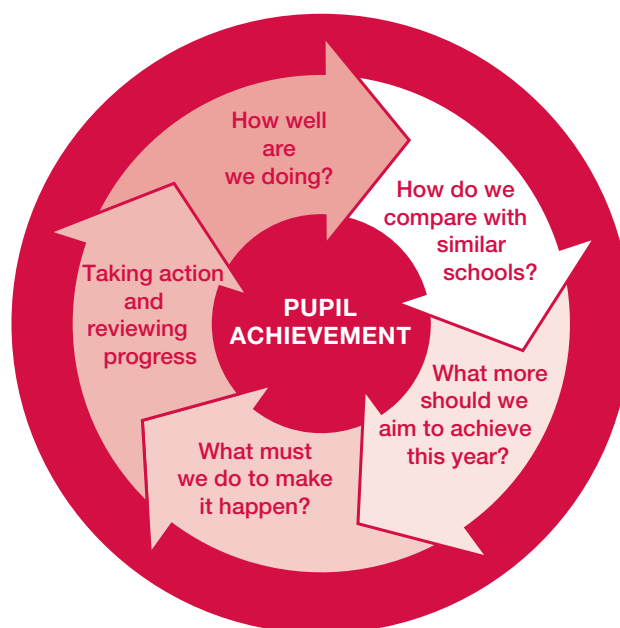 How well
are
we doing?
How do we
compare with
similar
schools?
What more
should we
aim to achieve
this year?
What must
we do to make
it happen?
Taking action
and
reviewing
progress
PUPIL
ACHIEVEMENT